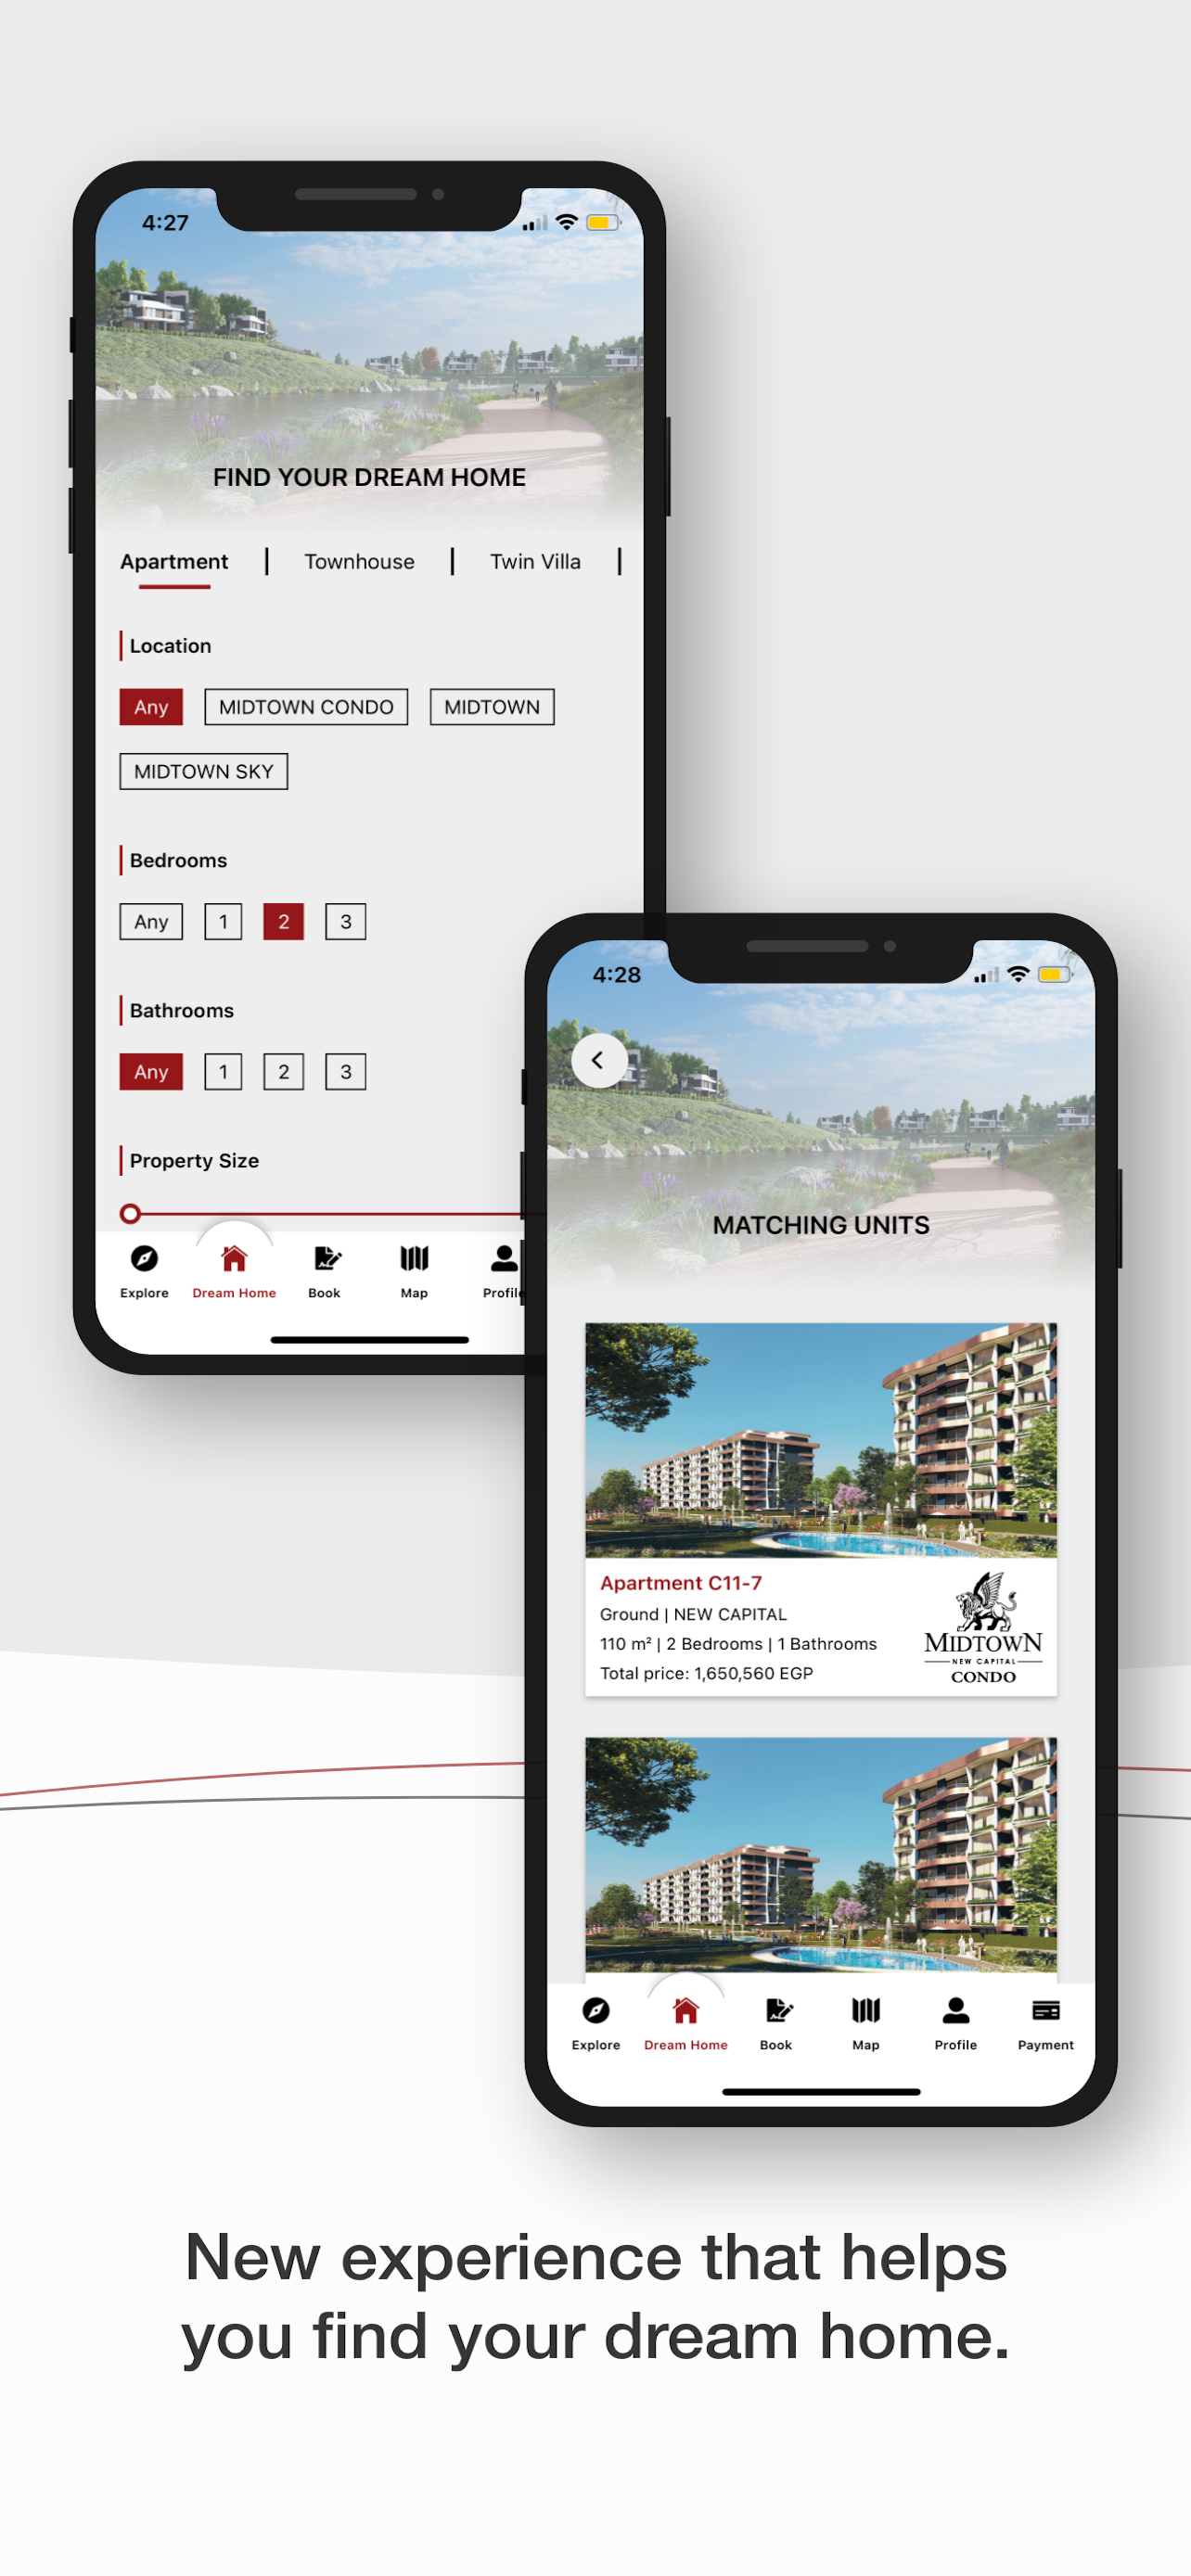 4:27
FIND YOUR DREAM HOME
Apartment | Townhouse | Twin Villa |
Location
Any MIDTOWN CONDO MIDTOWN
MIDTOWN SKY
Bedrooms
Any 1 2 3
Bathrooms
Any 1 2 3
Property Size
Explore Dream Home Book Map Profile
4:28
MATCHING UNITS
Apartment C11-7
Ground | NEW CAPITAL
110 m² | 2 Bedrooms | 1 Bathrooms
Total price: 1,650,560 EGP
MIDTOWN
NEW CAPITAL
CONDO
Explore Dream Home Book Map Profile Payment
New experience that helps
you find your dream home.